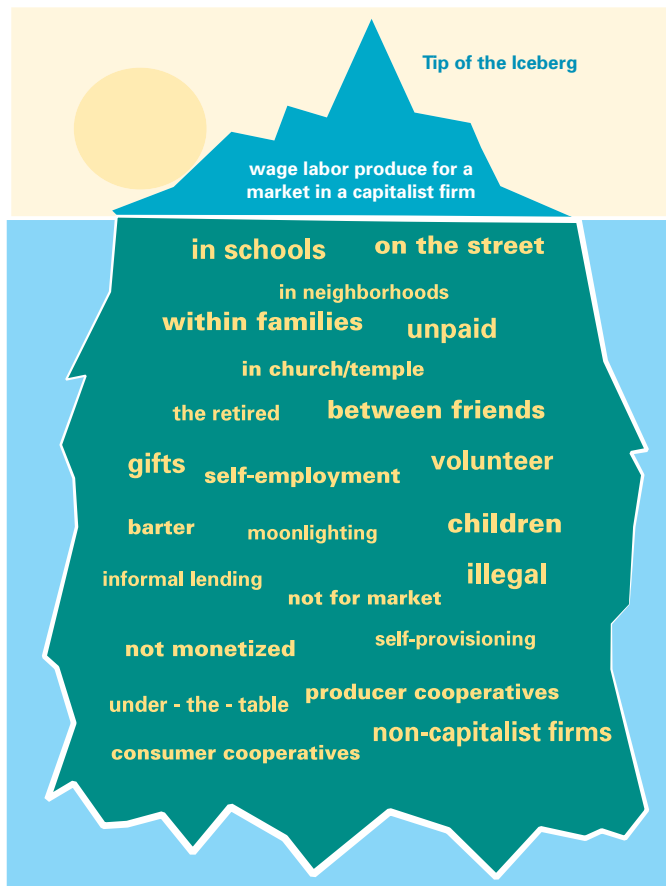 Tip of the Iceberg
wage labor produce for a
market in a capitalist firm
in schools
on the street
in neighborhoods
within families
unpaid
in church/temple
the retired
between friends
gifts
self-employment
volunteer
barter
moonlighting
children
informal lending
not for market
illegal
not monetized
self-provisioning
under - the - table
producer cooperatives
consumer cooperatives
non-capitalist firms